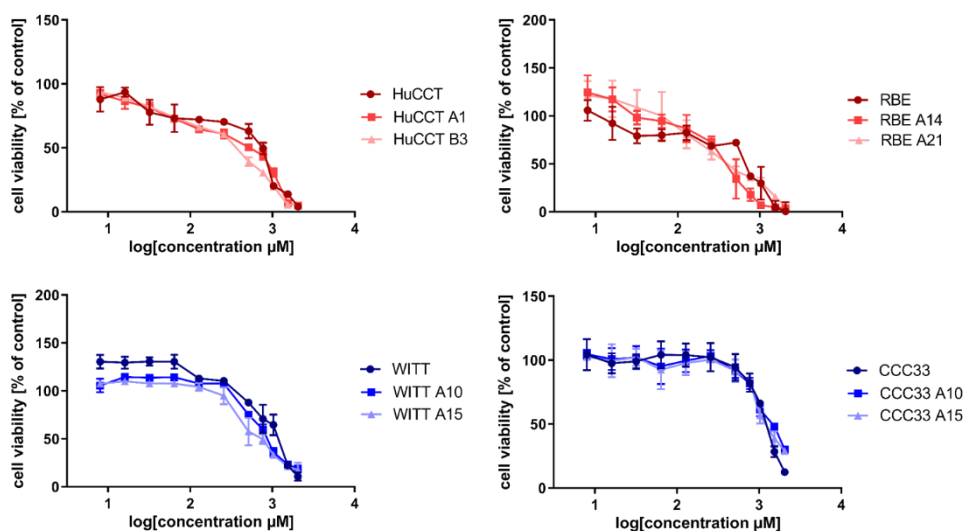 cell viability [% of control]
150
100
50
0
1
2
3
4
log[concentration µM]
HuCCT
HuCCT A1
HuCCT B3
cell viability [% of control]
200
150
100
50
0
1
2
3
4
log[concentration µM]
RBE
RBE A14
RBE A21
cell viability [% of control]
200
150
100
50
0
1
2
3
4
log[concentration µM]
WITT
WITT A10
WITT A15
cell viability [% of control]
150
100
50
0
1
2
3
4
log[concentration µM]
CCC33
CCC33 A10
CCC33 A15